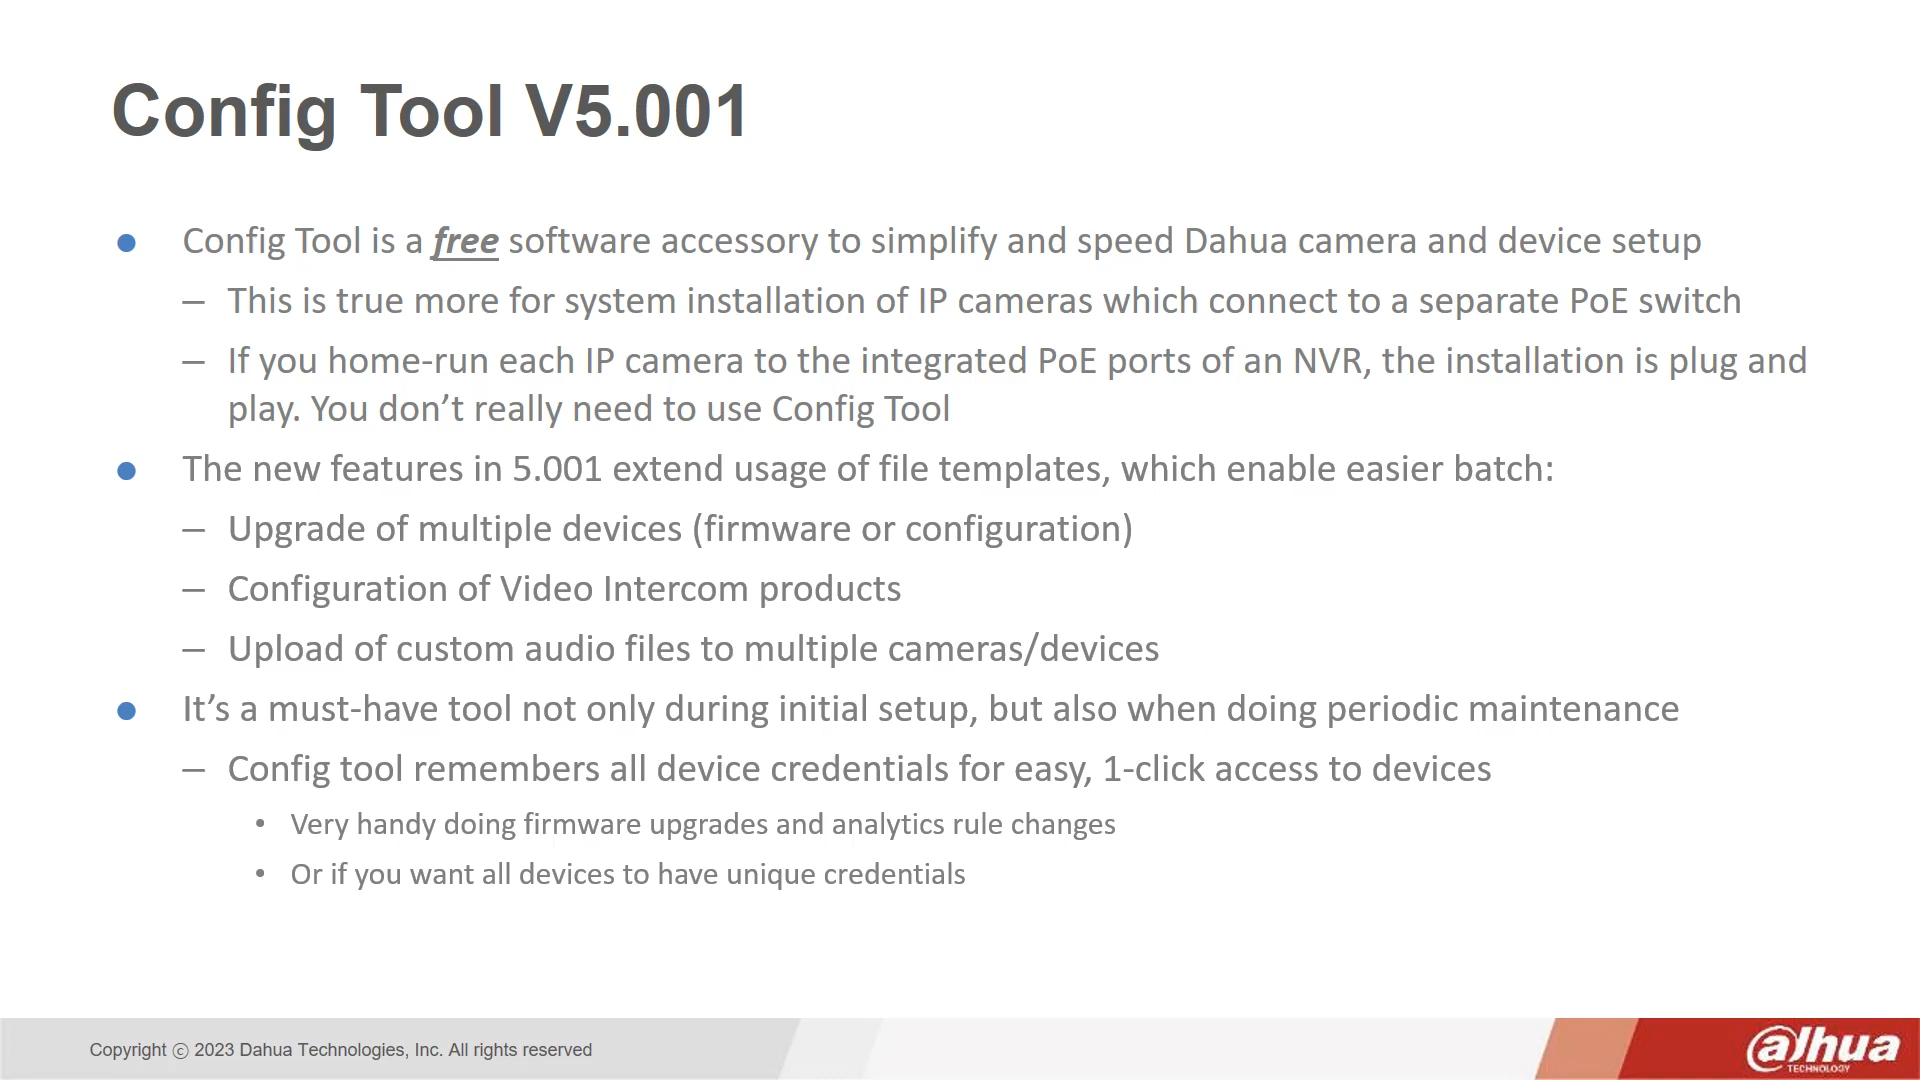 Config Tool V5.001
● Config Tool is a free software accessory to simplify and speed Dahua camera and device setup
– This is true more for system installation of IP cameras which connect to a separate PoE switch
– If you home-run each IP camera to the integrated PoE ports of an NVR, the installation is plug and
play. You don’t really need to use Config Tool
● The new features in 5.001 extend usage of file templates, which enable easier batch:
– Upgrade of multiple devices (firmware or configuration)
– Configuration of Video Intercom products
– Upload of custom audio files to multiple cameras/devices
● It’s a must-have tool not only during initial setup, but also when doing periodic maintenance
– Config tool remembers all device credentials for easy, 1-click access to devices
• Very handy doing firmware upgrades and analytics rule changes
• Or if you want all devices to have unique credentials
Copyright ⓒ 2023 Dahua Technologies, Inc. All rights reserved
alhua
TECHNOLOGY